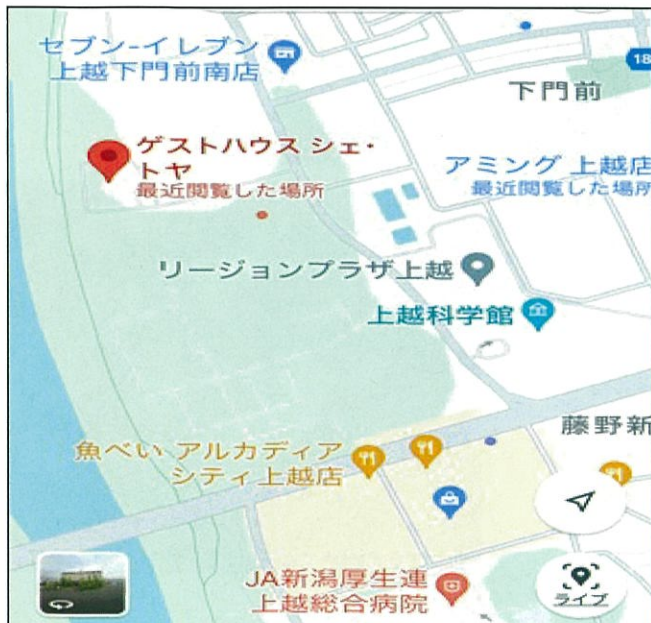 セブン-イレブン
上越下門前南店
18
下門前
ゲストハウス シェ・
トヤ
最近閲覧した場所
アミング 上越店
最近閲覧した場所
リージョンプラザ上越
上越科学館
藤野新
魚べい アルカディア
シティ上越店
JA新潟厚生連
上越総合病院
ライブ